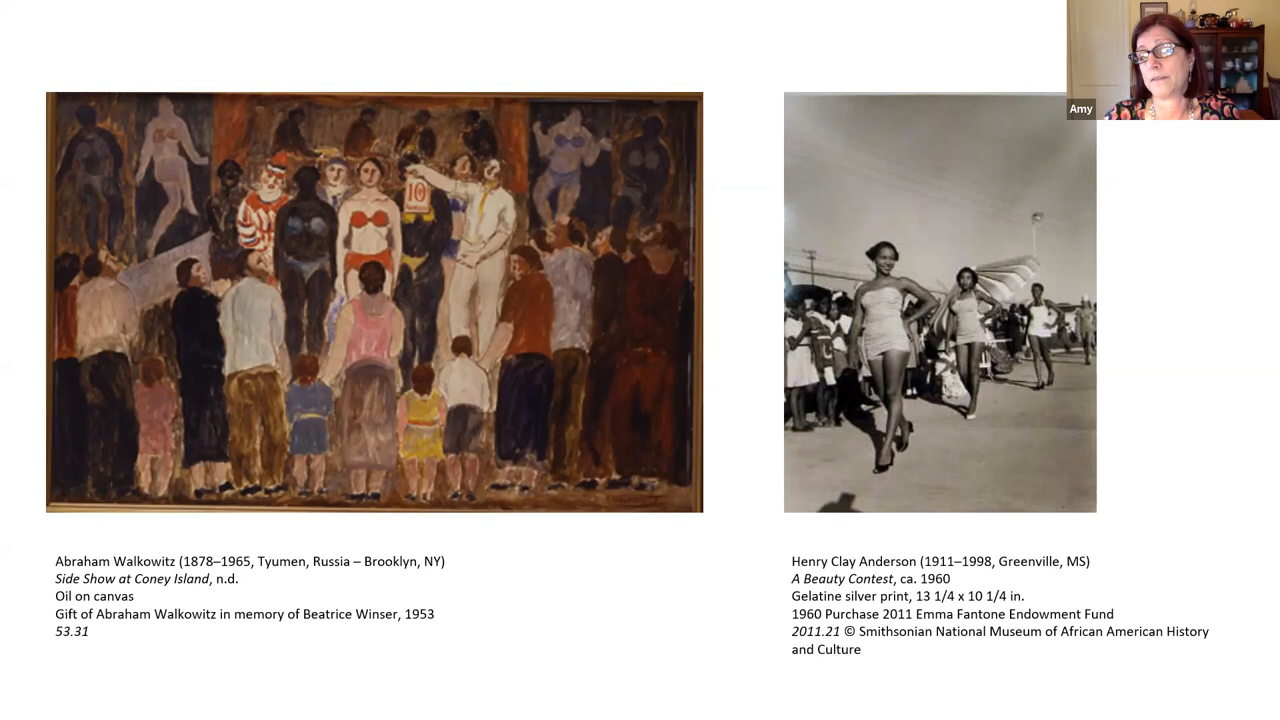 Amy
10
Abraham Walkowitz (1878–1965, Tyumen, Russia – Brooklyn, NY)
Side Show at Coney Island, n.d.
Oil on canvas
Gift of Abraham Walkowitz in memory of Beatrice Winser, 1953
53.31
Henry Clay Anderson (1911–1998, Greenville, MS)
A Beauty Contest, ca. 1960
Gelatine silver print, 13 1/4 x 10 1/4 in.
1960 Purchase 2011 Emma Fantone Endowment Fund
2011.21 © Smithsonian National Museum of African American History
and Culture